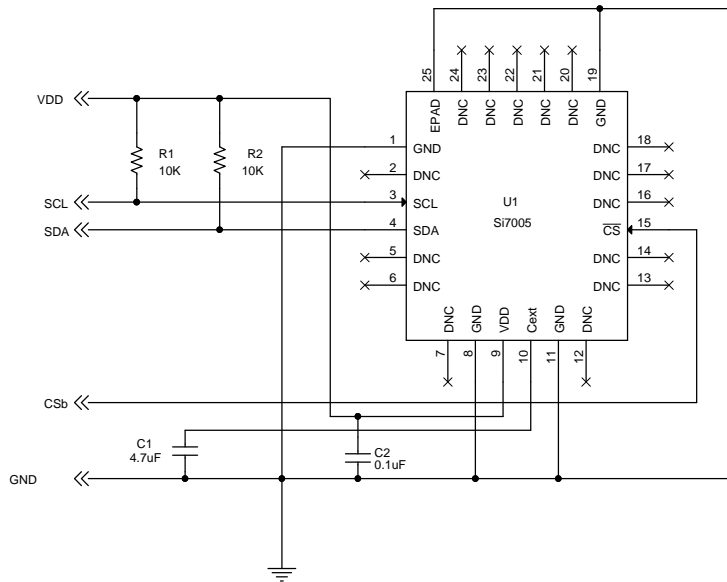 25
24
23
22
21
20
19
EPAD
DNC
DNC
DNC
DNC
DNC
GND
VDD
R1
10K
R2
10K
SCL
SDA
1
GND
2
DNC
3
SCL
4
SDA
5
DNC
6
DNC
U1
Si7005
DNC
18
DNC
17
DNC
16
CS
15
DNC
14
DNC
13
DNC
GND
VDD
Cext
GND
DNC
7
8
9
10
11
12
CSb
C1
4.7uF
C2
0.1uF
GND